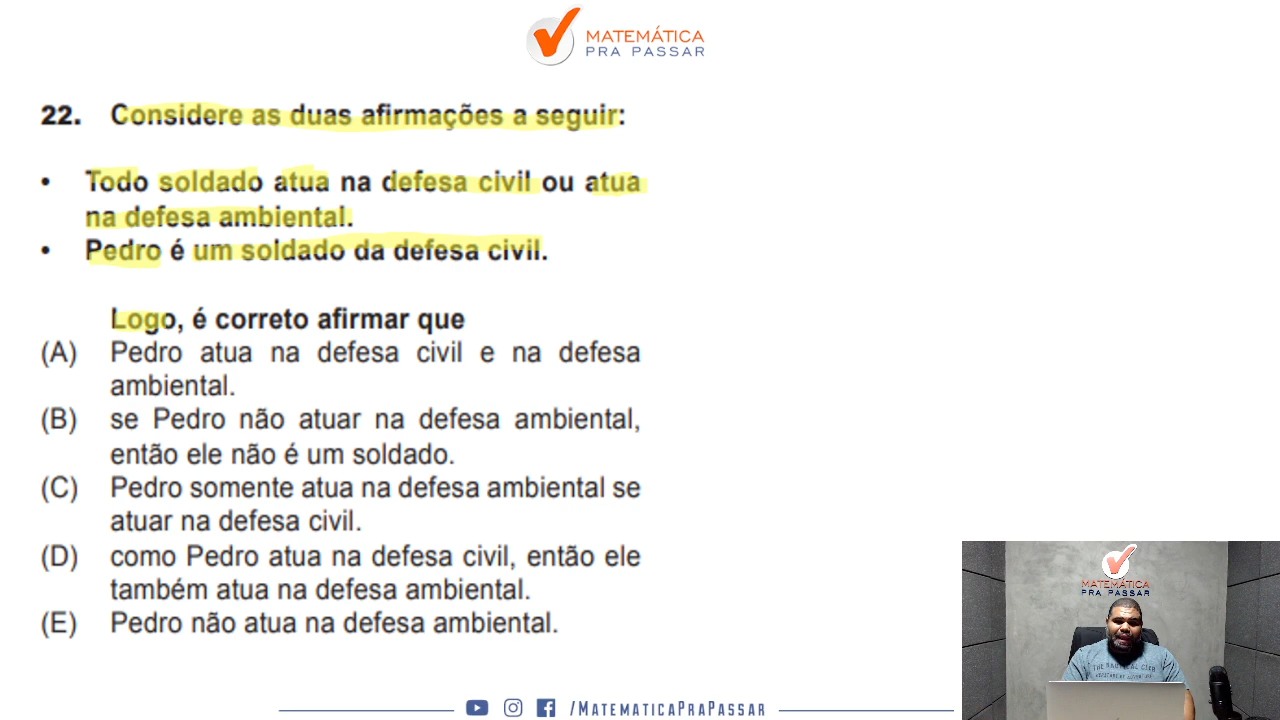 MATEMÁTICA
PRA PASSAR
22. Considere as duas afirmações a seguir:
• Todo soldado atua na defesa civil ou atua
na defesa ambiental.
• Pedro é um soldado da defesa civil.
Logo, é correto afirmar que
(A) Pedro atua na defesa civil e na defesa
ambiental.
(B) se Pedro não atuar na defesa ambiental,
então ele não é um soldado.
(C) Pedro somente atua na defesa ambiental se
atuar na defesa civil.
(D) como Pedro atua na defesa civil, então ele
também atua na defesa ambiental.
(E) Pedro não atua na defesa ambiental.
MATEMÁTICA
PRA PASSAR
/MATEMATICAPRAPASSAR